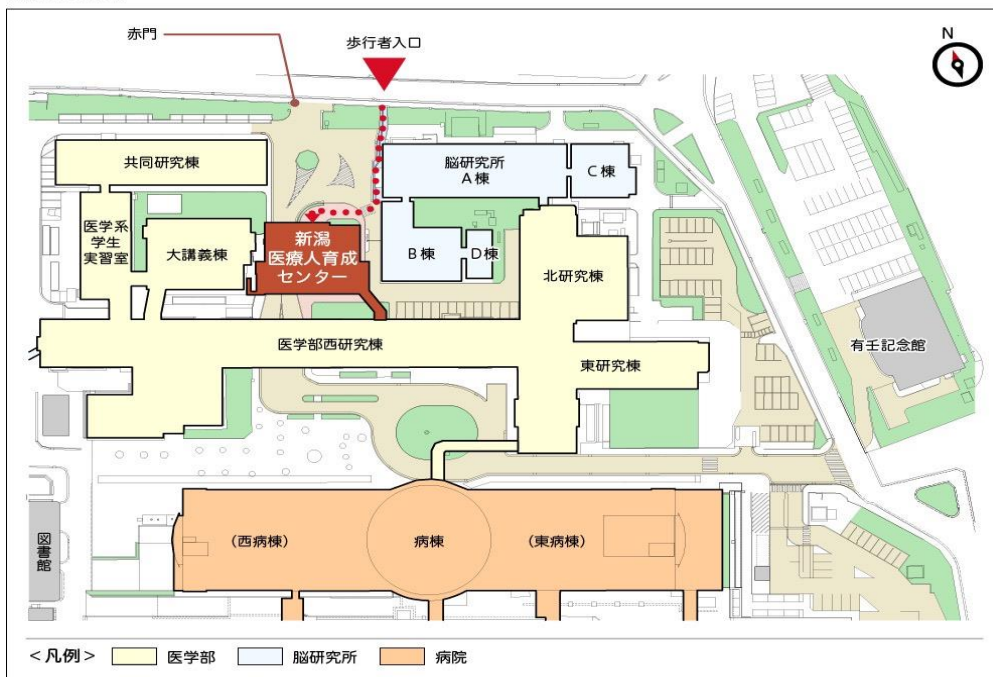 赤門
歩行者入口
N
共同研究棟
脳研究所
A棟
C棟
医学系
学生
実習室
大講義棟
新潟
医療人育成
センター
B棟
D棟
北研究棟
医学部西研究棟
東研究棟
有壬記念館
図書館
(西病棟)
病棟
(東病棟)
<凡例>
医学部
脳研究所
病院